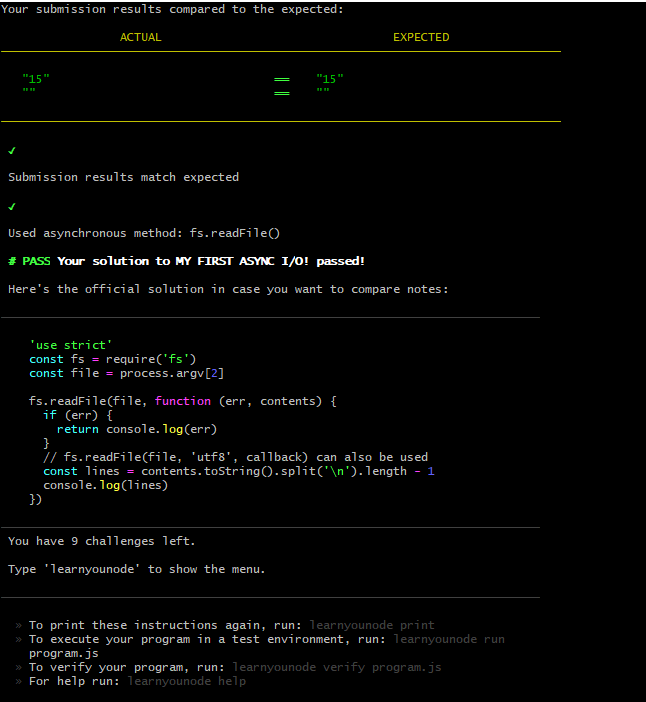 Your submission results compared to the expected:
ACTUAL EXPECTED
"15" == "15"
"" == ""
✔
Submission results match expected
✔
Used asynchronous method: fs.readFile()
# PASS Your solution to MY FIRST ASYNC I/O! passed!
Here's the official solution in case you want to compare notes:
'use strict'
const fs = require('fs')
const file = process.argv[2]
fs.readFile(file, function (err, contents) {
if (err) {
return console.log(err)
}
// fs.readFile(file, 'utf8', callback) can also be used
const lines = contents.toString().split('\n').length - 1
console.log(lines)
})
You have 9 challenges left.
Type 'learnyounode' to show the menu.
» To print these instructions again, run: learnyounode print
» To execute your program in a test environment, run: learnyounode run
program.js
» To verify your program, run: learnyounode verify program.js
» For help run: learnyounode help